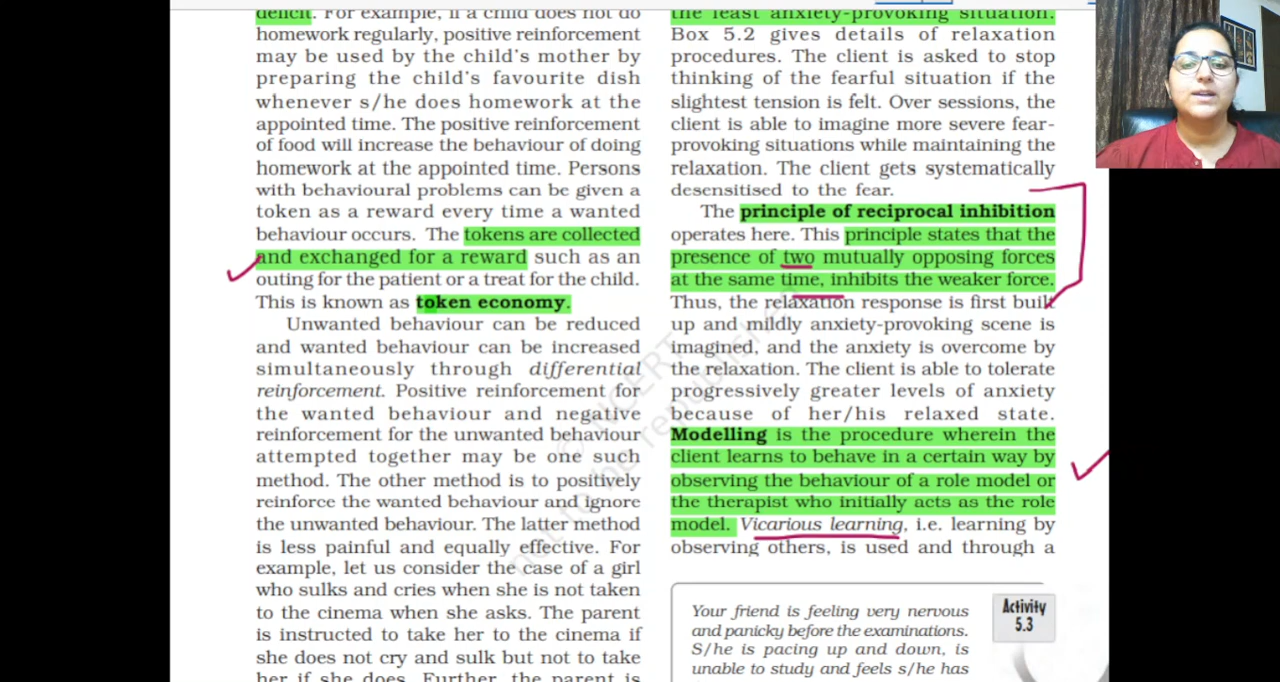 deficit. For example, if a child does not do
homework regularly, positive reinforcement
may be used by the child's mother by
preparing the child's favourite dish
whenever s/he does homework at the
appointed time. The positive reinforcement
of food will increase the behaviour of doing
homework at the appointed time. Persons
with behavioural problems can be given a
token as a reward every time a wanted
behaviour occurs. The tokens are collected
and exchanged for a reward such as an
outing for the patient or a treat for the child.
This is known as token economy.
Unwanted behaviour can be reduced
and wanted behaviour can be increased
simultaneously through differential
reinforcement. Positive reinforcement for
the wanted behaviour and negative
reinforcement for the unwanted behaviour
attempted together may be one such
method. The other method is to positively
reinforce the wanted behaviour and ignore
the unwanted behaviour. The latter method
is less painful and equally effective. For
example, let us consider the case of a girl
who sulks and cries when she is not taken
to the cinema when she asks. The parent
is instructed to take her to the cinema if
she does not cry and sulk but not to take
her if she does. Further, the parent is
the least anxiety-provoking situation.
Box 5.2 gives details of relaxation
procedures. The client is asked to stop
thinking of the fearful situation if the
slightest tension is felt. Over sessions, the
client is able to imagine more severe fear-
provoking situations while maintaining the
relaxation. The client gets systematically
desensitised to the fear.
The principle of reciprocal inhibition
operates here. This principle states that the
presence of two mutually opposing forces
at the same time, inhibits the weaker force.
Thus, the relaxation response is first built
up and mildly anxiety-provoking scene is
imagined, and the anxiety is overcome by
the relaxation. The client is able to tolerate
progressively greater levels of anxiety
because of her/his relaxed state.
Modelling is the procedure wherein the
client learns to behave in a certain way by
observing the behaviour of a role model or
the therapist who initially acts as the role
model. Vicarious learning, i.e. learning by
observing others, is used and through a
Your friend is feeling very nervous
and panicky before the examinations.
S/he is pacing up and down, is
unable to study and feels s/he has
Activity
5.3
© NCERT
not to be republished